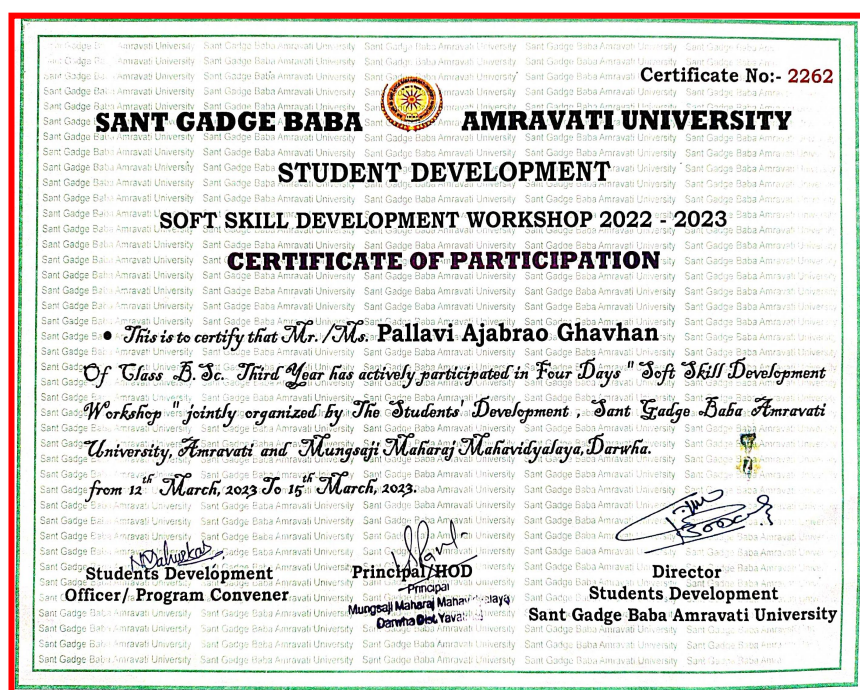 Certificate No:- 2262
SANT GADGE BABA AMRAVATI UNIVERSITY
STUDENT DEVELOPMENT
SOFT SKILL DEVELOPMENT WORKSHOP 2022 - 2023
CERTIFICATE OF PARTICIPATION
• This is to certify that Mr. /Ms. Pallavi Ajabrao Ghavhan
Of Class B. Sc. Third Year has actively participated in Four Days " Soft Skill Development
Workshop " jointly organized by The Students' Development , Sant Gadge Baba Amravati
University, Amravati and Mungsaji Maharaj Mahavidyalaya, Darwha.
from 12th March, 2023 To 15th March, 2023.
Students Development
Officer/ Program Convener
Principal/HOD
Principal
Mungsaji Maharaj
Darwha Dist.
Director
Students Development
Sant Gadge Baba Amravati University